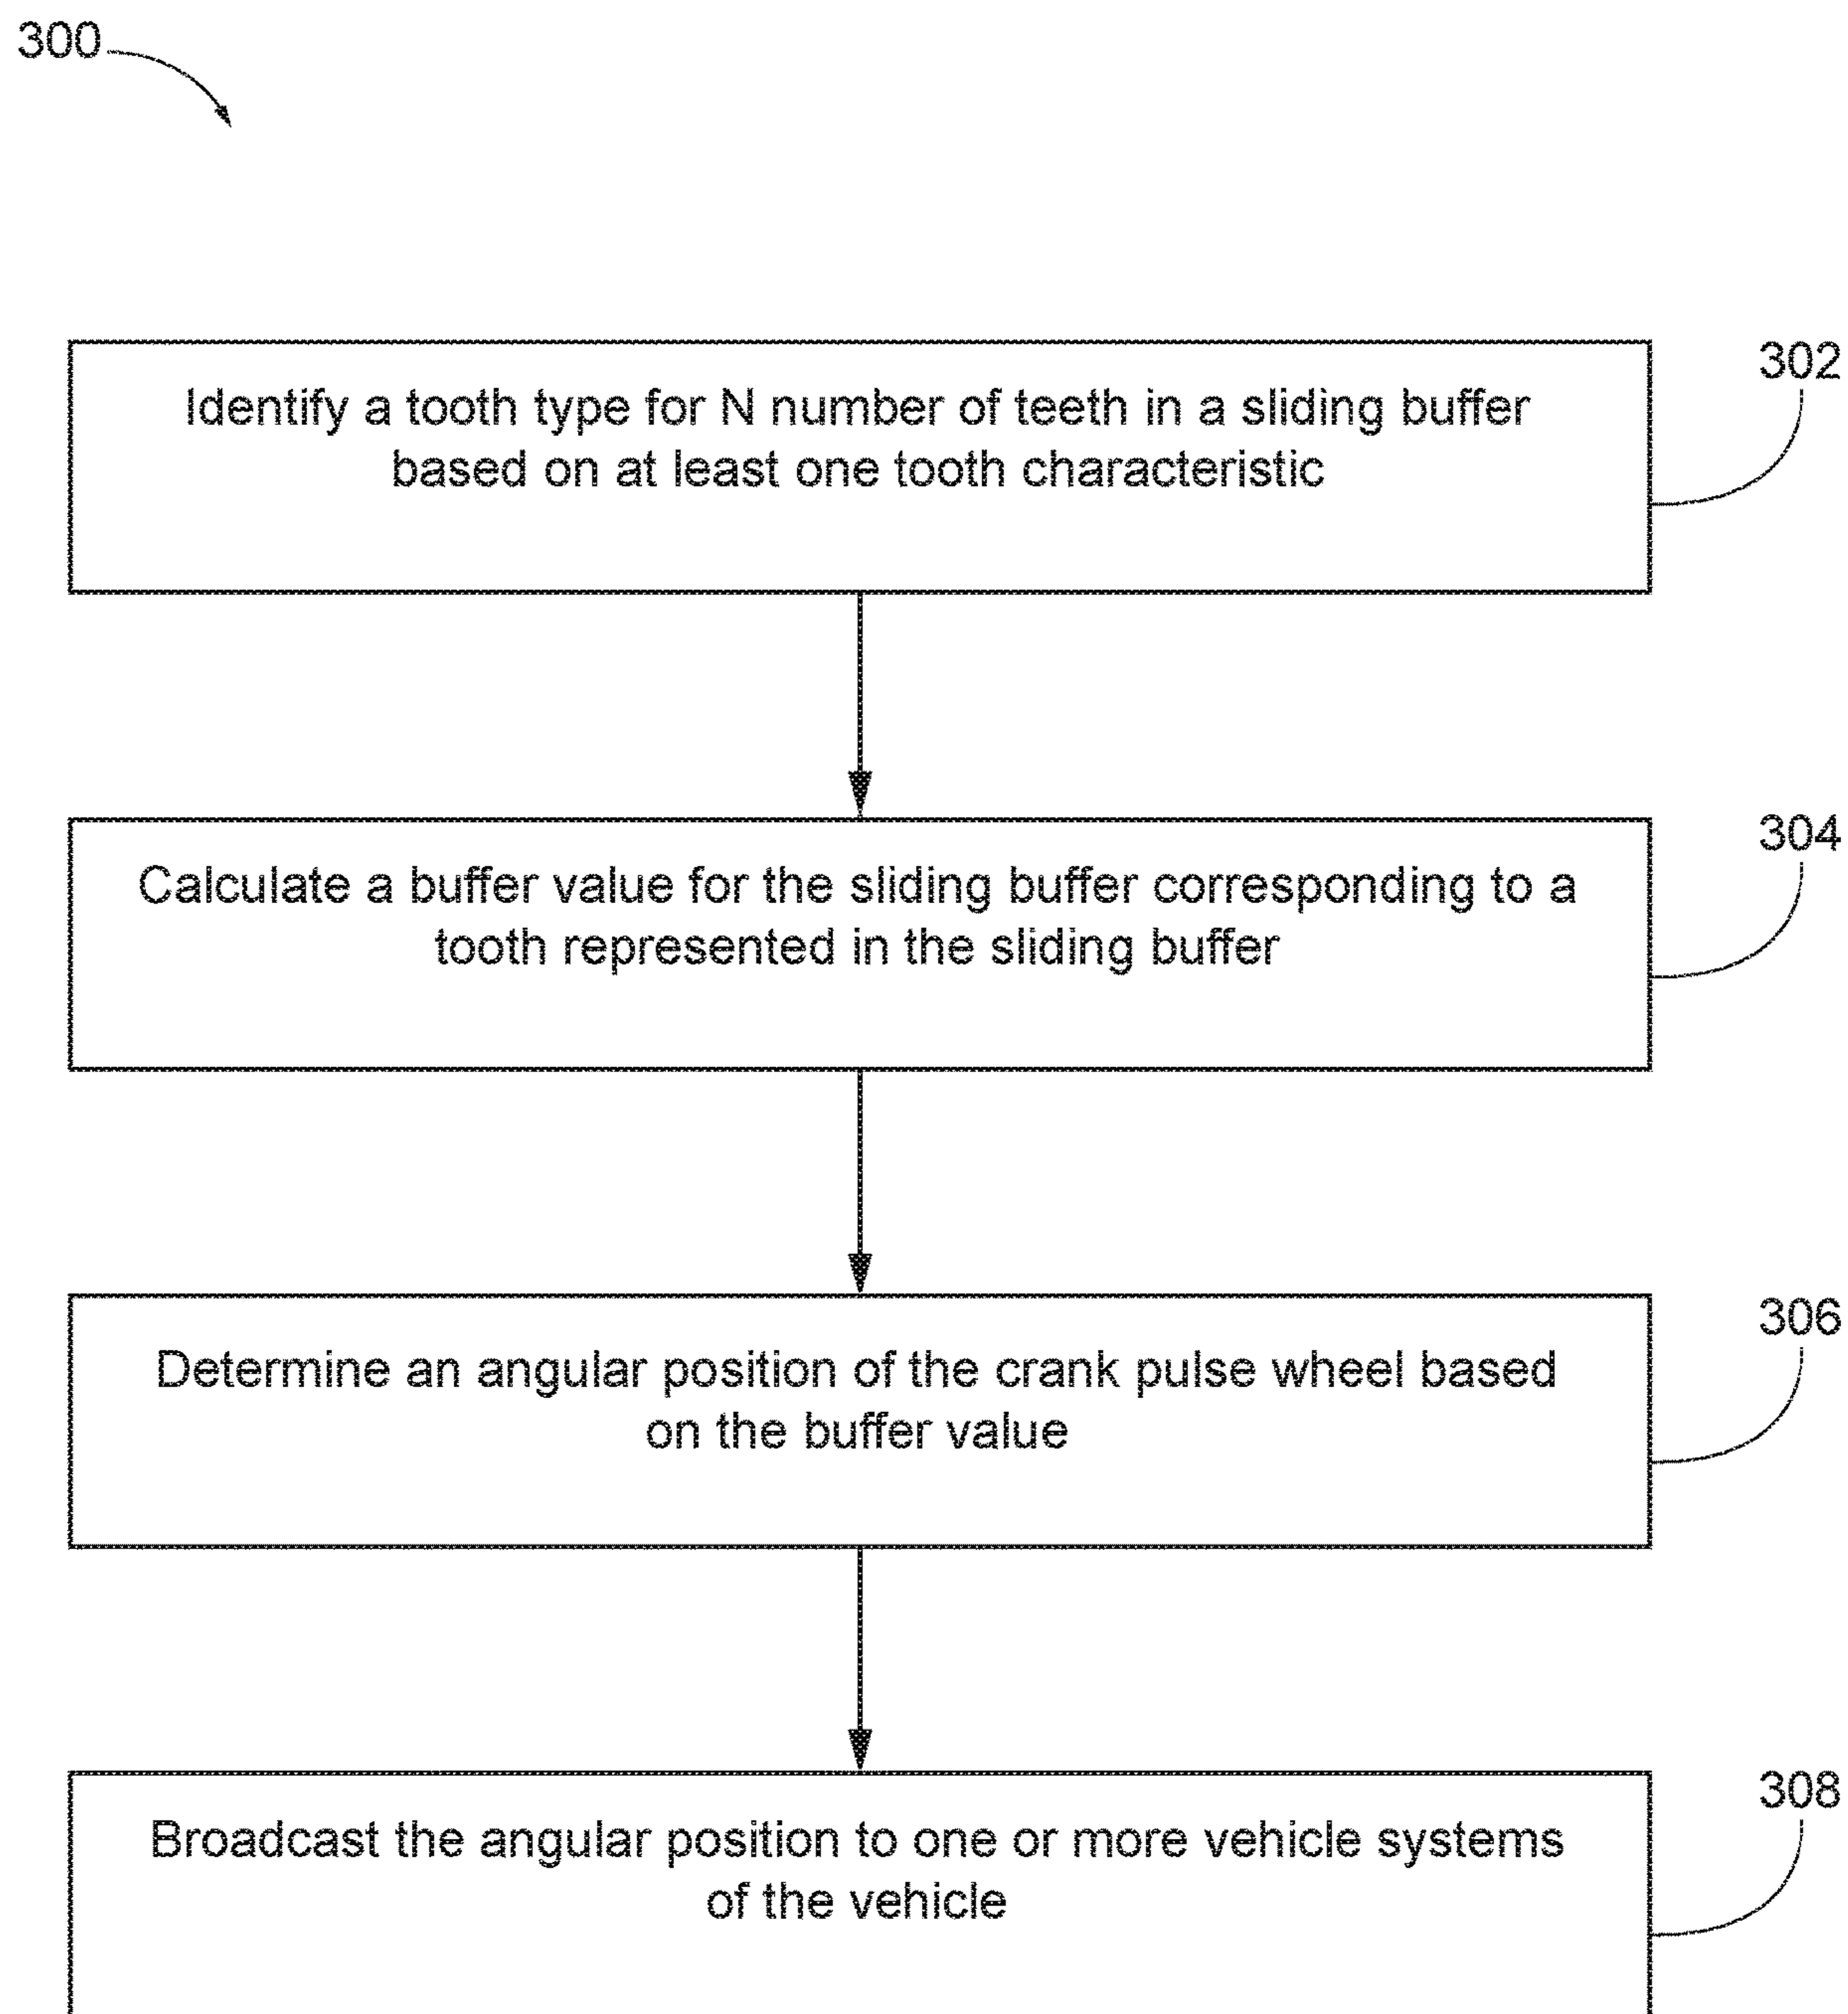 300
302
Identify a tooth type for N number of teeth in a sliding buffer
based on at least one tooth characteristic
304
Calculate a buffer value for the sliding buffer corresponding to a
tooth represented in the sliding buffer
306
Determine an angular position of the crank pulse wheel based
on the buffer value
308
Broadcast the angular position to one or more vehicle systems
of the vehicle